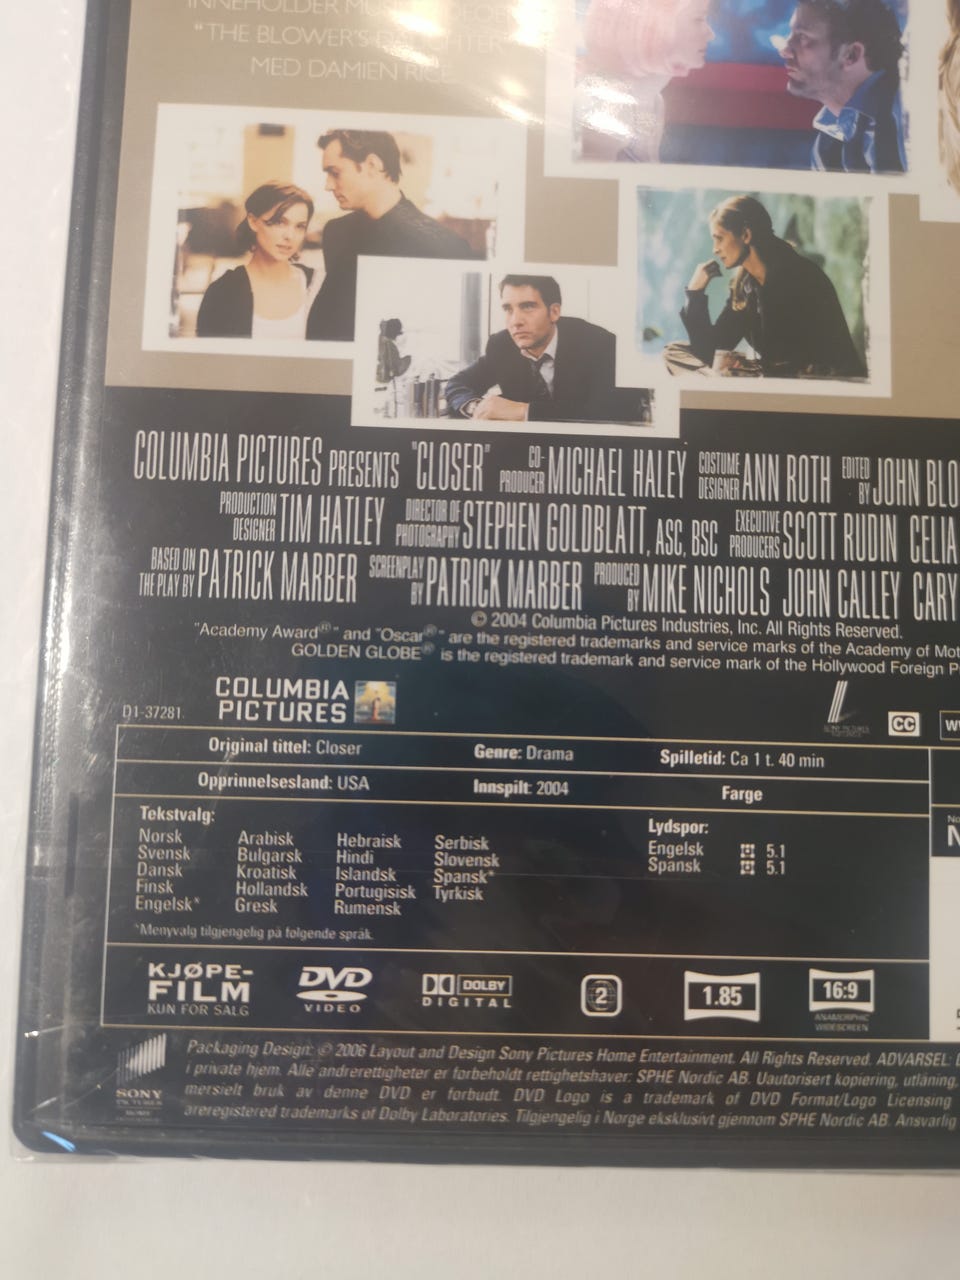 INNEHOLDER
"THE BLOWER'S DAUGHTER"
MED DAMIEN RICE
COLUMBIA PICTURES PRESENTS "CLOSER" CO-PRODUCER MICHAEL HALEY COSTUME DESIGNER ANN ROTH EDITED BY JOHN BLO
PRODUCTION DESIGNER TIM HATLEY DIRECTOR OF PHOTOGRAPHY STEPHEN GOLDBLATT, ASC, BSC EXECUTIVE PRODUCERS SCOTT RUDIN CELIA
BASED ON THE PLAY BY PATRICK MARBER SCREENPLAY BY PATRICK MARBER PRODUCED BY MIKE NICHOLS JOHN CALLEY CARY
© 2004 Columbia Pictures Industries, Inc. All Rights Reserved.
"Academy Award®" and "Oscar®" are the registered trademarks and service marks of the Academy of Mot
GOLDEN GLOBE® is the registered trademark and service mark of the Hollywood Foreign P
D1-37281.
COLUMBIA
PICTURES
CC
Original tittel: Closer Genre: Drama Spilletid: Ca 1 t. 40 min
Opprinnelsesland: USA Innspilt: 2004 Farge
Tekstvalg:
Norsk Arabisk Hebraisk Serbisk
Svensk Bulgarsk Hindi Slovensk
Dansk Kroatisk Islandsk Spansk*
Finsk Hollandsk Portugisisk Tyrkisk
Engelsk* Gresk Rumensk
*Menyvalg tilgjengelig på følgende språk.
Lydspor:
Engelsk 5.1
Spansk 5.1
KJØPE-
FILM
KUN FOR SALG
DVD
VIDEO
DOLBY
DIGITAL
2
1.85
16:9
ANAMORPHIC
WIDESCREEN
SONY
PICTURES
HOME
Packaging Design: © 2006 Layout and Design Sony Pictures Home Entertainment. All Rights Reserved. ADVARSEL:
i privat hjem. Alle andrerettigheter er forbeholdt rettighetshaver: SPHE Nordic AB. Uautorisert kopiering, utlåning,
mersielt bruk av denne DVD er forbudt. DVD Logo is a trademark of DVD Format/Logo Licensing
areregistered trademarks of Dolby Laboratories. Tilgjengelig i Norge eksklusivt gjennom SPHE Nordic AB. Ansvarlig